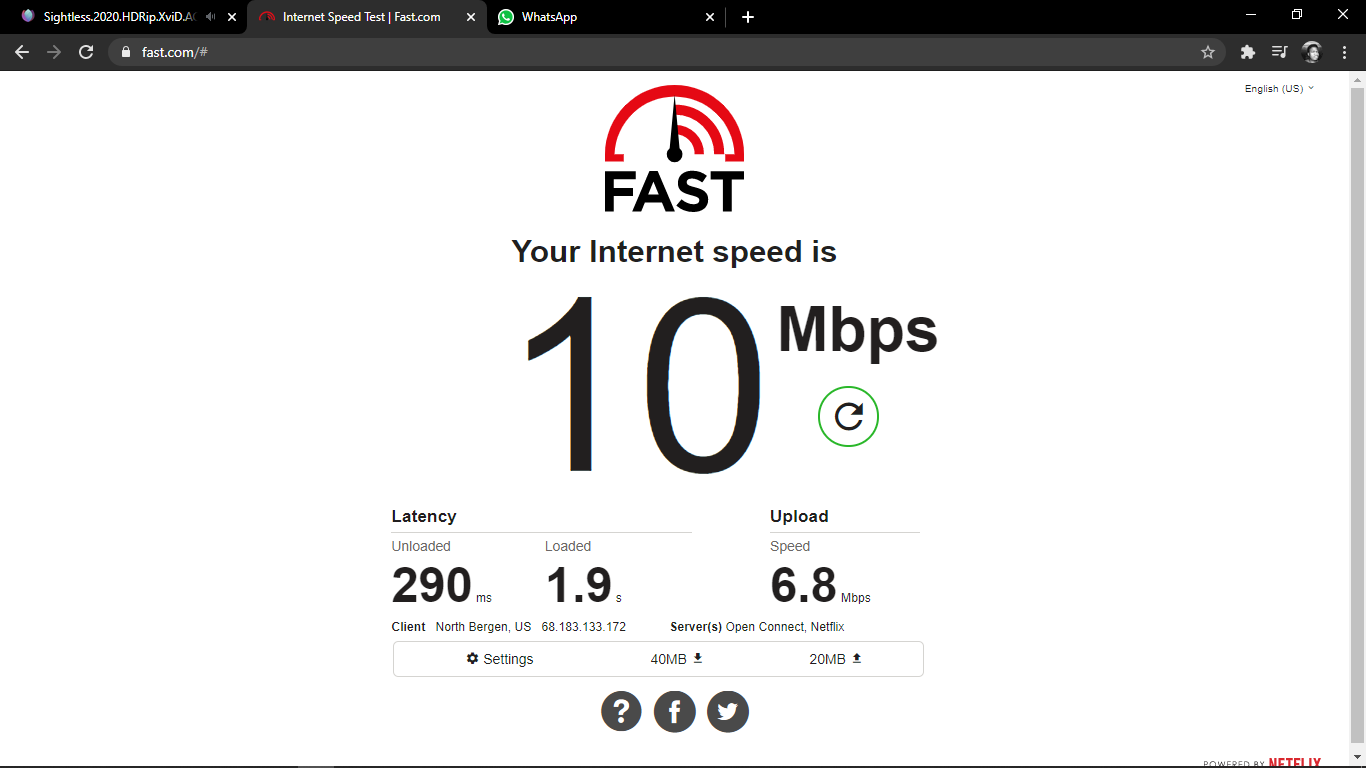 Sightless.2020.HDRip.XviD.AC
Internet Speed Test | Fast.com
WhatsApp
fast.com/#
English (US)
FAST
Your Internet speed is
10 Mbps
Latency
Upload
Unloaded
Loaded
Speed
290 ms
1.9 s
6.8 Mbps
Client North Bergen, US 68.183.133.172
Server(s) Open Connect, Netflix
Settings
40MB
20MB
?
f
POWERED BY NETFLIX